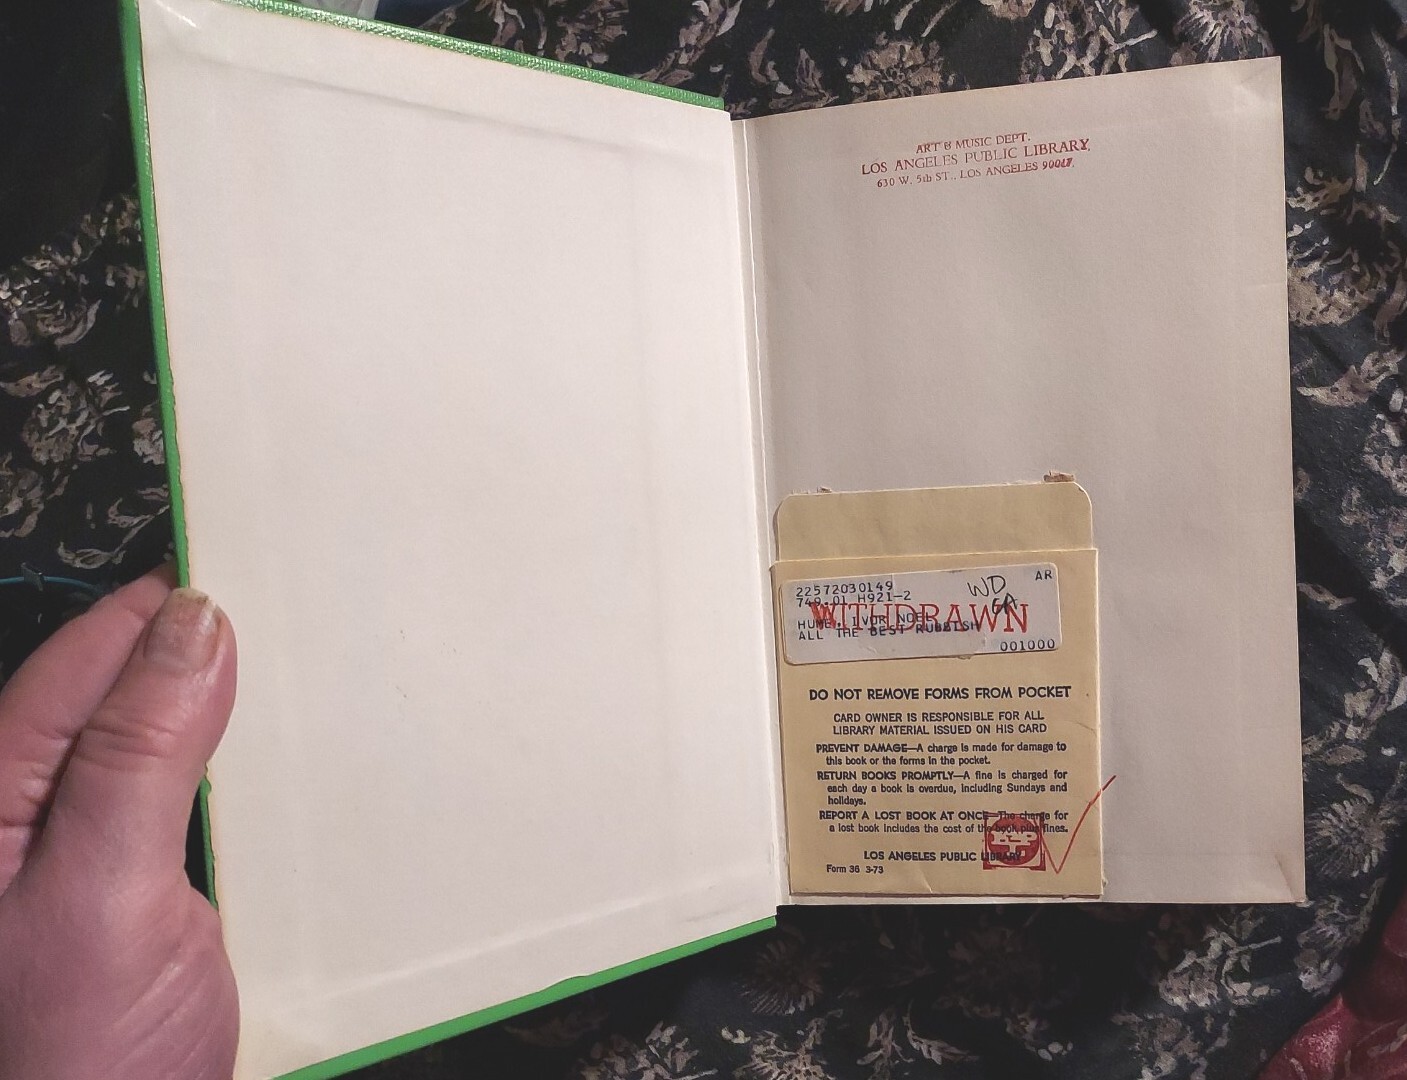 ART & MUSIC DEPT.
LOS ANGELES PUBLIC LIBRARY,
630 W. 5th ST., LOS ANGELES 90017,
22572030149
AR
WD
749.01 H921-2
WITHDRAWN
HUME, IVOR NOEL
ALL THE BEST RUBBISH
001000
DO NOT REMOVE FORMS FROM POCKET
CARD OWNER IS RESPONSIBLE FOR ALL
LIBRARY MATERIAL ISSUED ON HIS CARD
PREVENT DAMAGE—A charge is made for damage to
this book or the forms in the pocket.
RETURN BOOKS PROMPTLY—A fine is charged for
each day a book is overdue, including Sundays and
holidays.
REPORT A LOST BOOK AT ONCE—The charge for
a lost book includes the cost of the book plus fines.
LOS ANGELES PUBLIC LIBRARY
Form 36 3-73